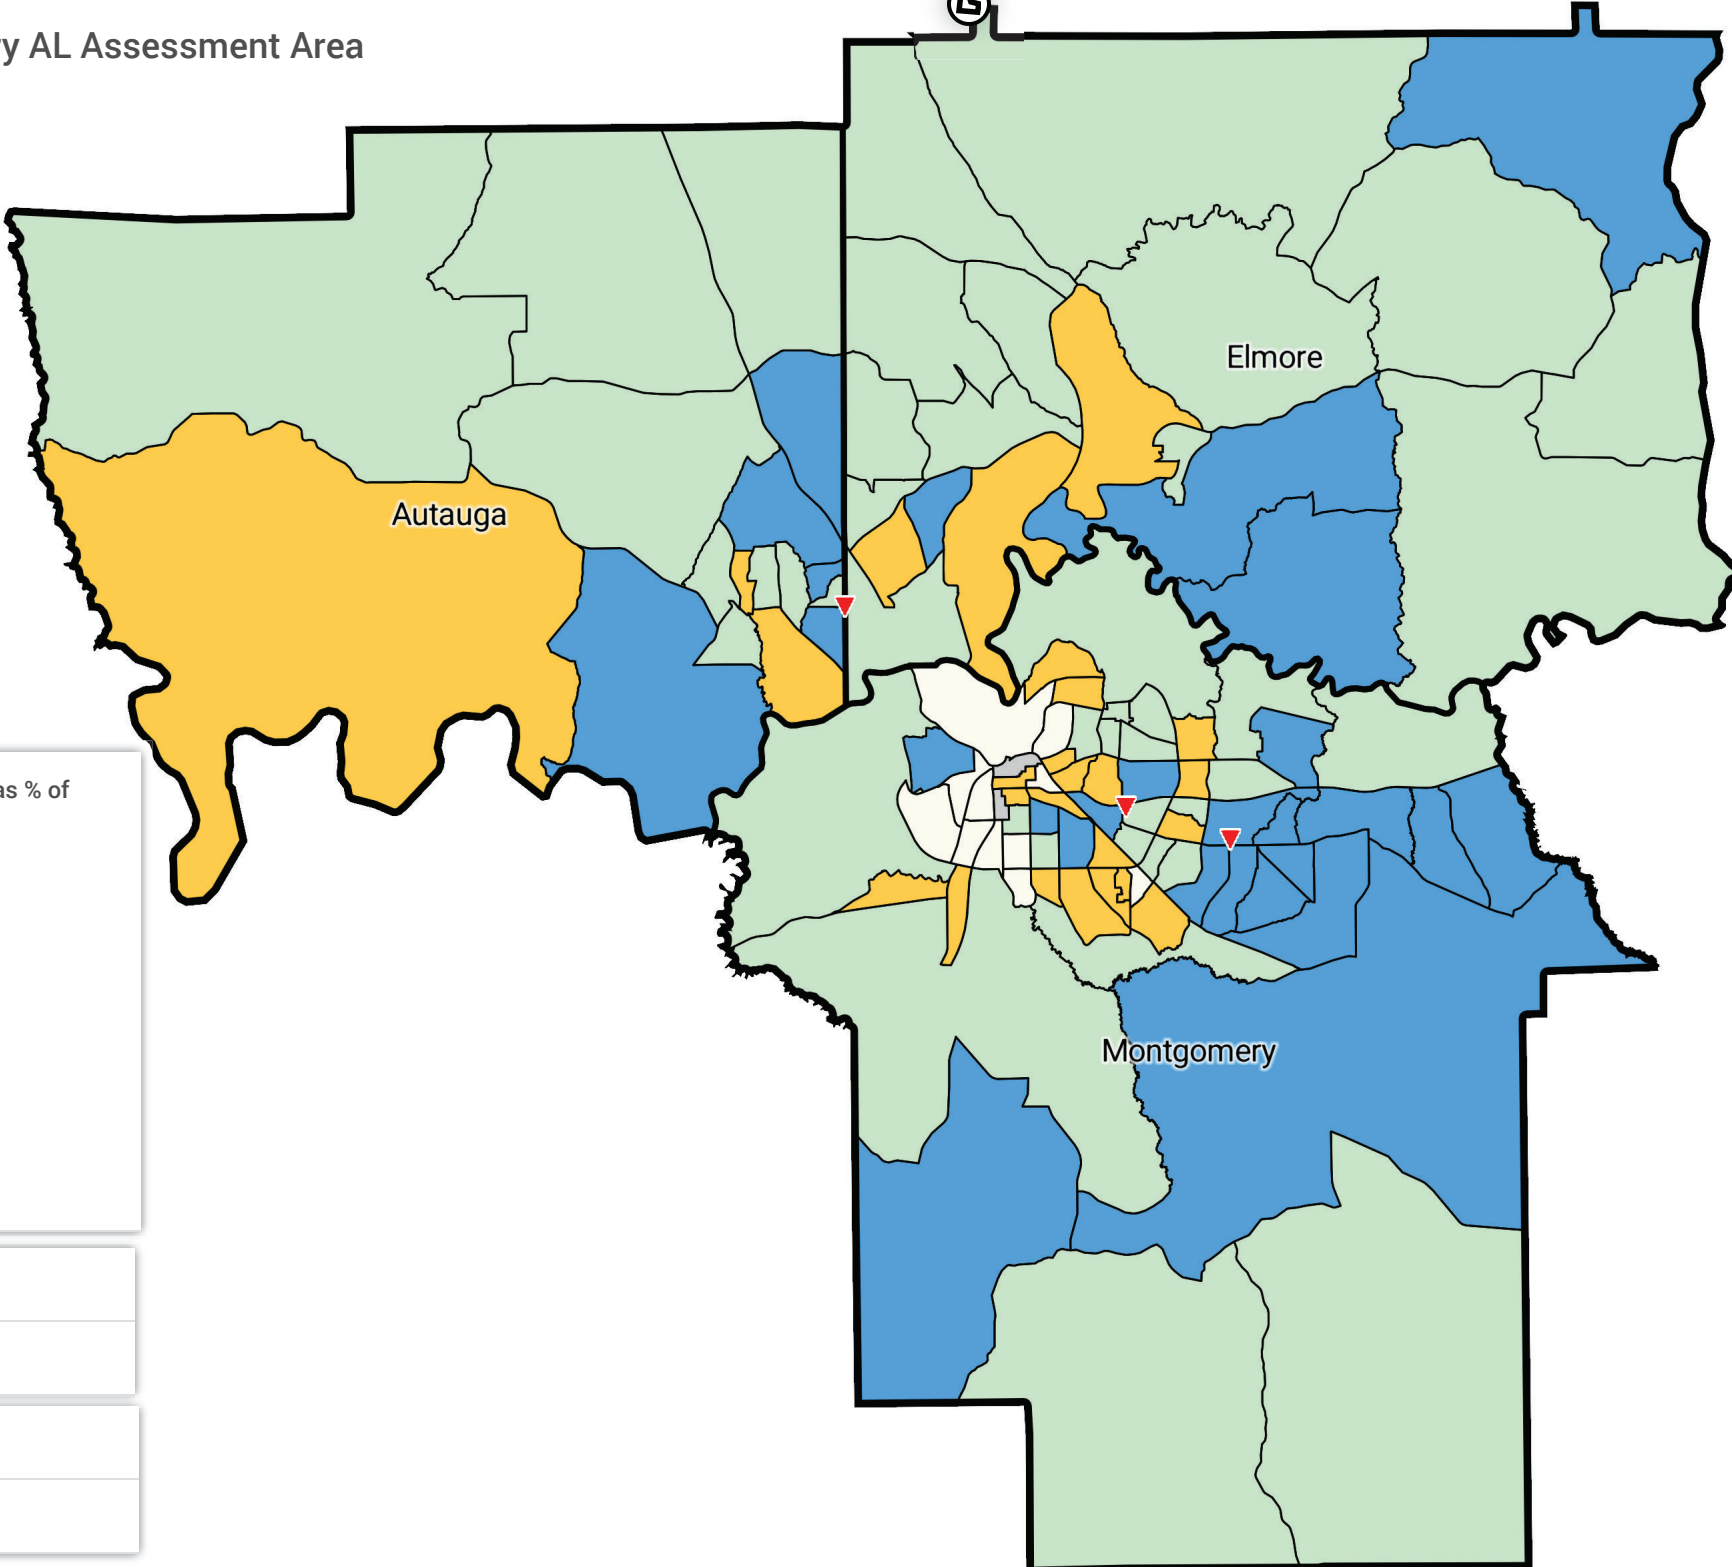 y AL Assessment Area
Elmore
Autauga
as % of
Montgomery